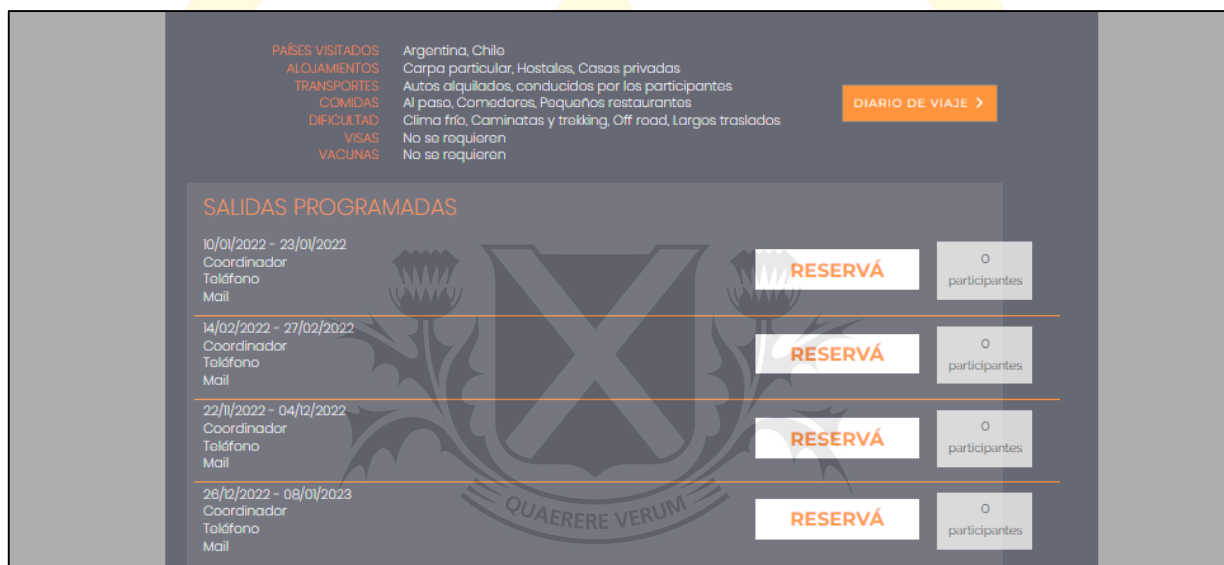 PAÍSES VISITADOS Argentina, Chile
ALOJAMIENTOS Carpa particular, Hostales, Casas privadas
TRANSPORTES Autos alquilados, conducidos por los participantes
COMIDAS Al paso, Comedores, Pequeños restaurantes
DIFICULTAD Clima frío, Caminatas y trekking, Off road, Largos traslados
VISAS No se requieren
VACUNAS No se requieren
DIARIO DE VIAJE >
SALIDAS PROGRAMADAS
10/01/2022 - 23/01/2022
Coordinador
Teléfono
Mail
RESERVÁ
0
participantes
14/02/2022 - 27/02/2022
Coordinador
Teléfono
Mail
RESERVÁ
0
participantes
22/11/2022 - 04/12/2022
Coordinador
Teléfono
Mail
RESERVÁ
0
participantes
26/12/2022 - 08/01/2023
Coordinador
Teléfono
Mail
RESERVÁ
0
participantes
QUAERERE VERUM